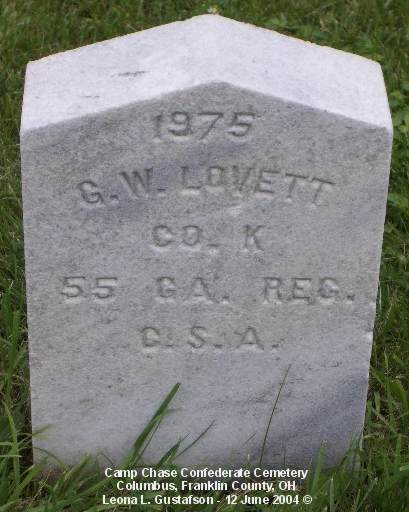 1975
G. W. LOVETT
CO. K
55 GA. REG.
C. S. A.
Camp Chase Confederate Cemetery
Columbus, Franklin County, OH
Leona L. Gustafson - 12 June 2004 ©